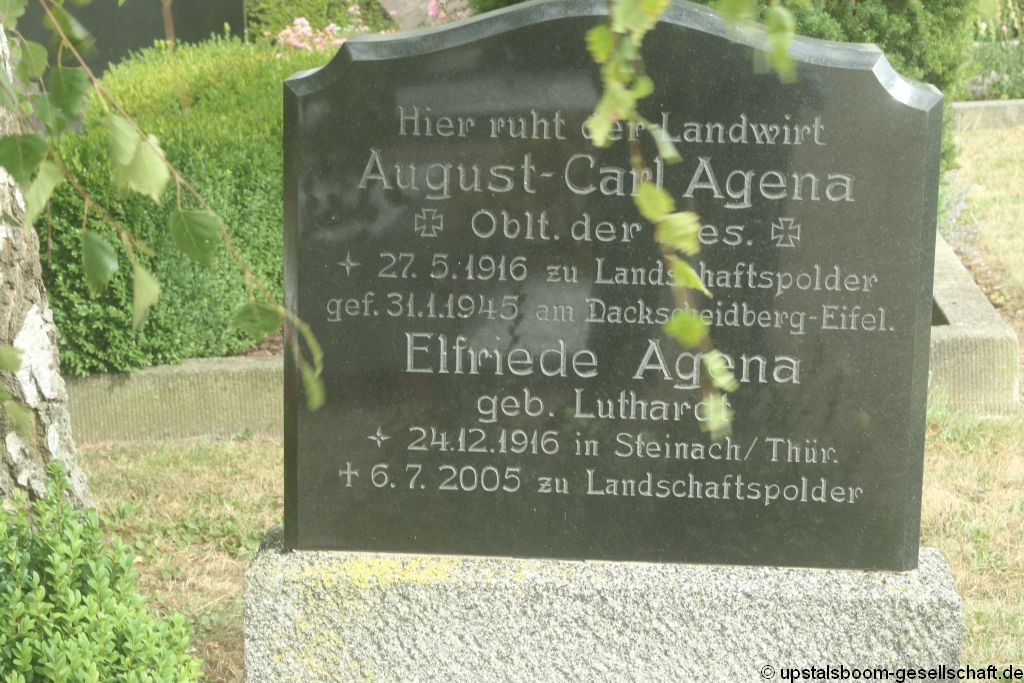 Hier ruht der Landwirt
August-Carl Agena
Oblt. der Res.
27. 5. 1916 zu Landschaftspolder
gef. 31.1.1945 am Dackscheidberg-Eifel.
Elfriede Agena
geb. Luthardt
24.12.1916 in Steinach/Thür.
6. 7. 2005 zu Landschaftspolder
© upstalsboom-gesellschaft.de